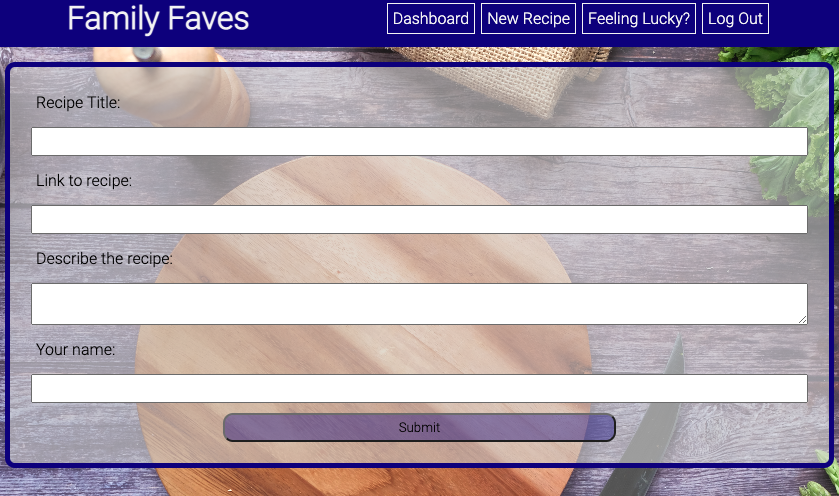 Family Faves
Dashboard New Recipe Feeling Lucky? Log Out
Recipe Title:
Link to recipe:
Describe the recipe:
Your name:
Submit